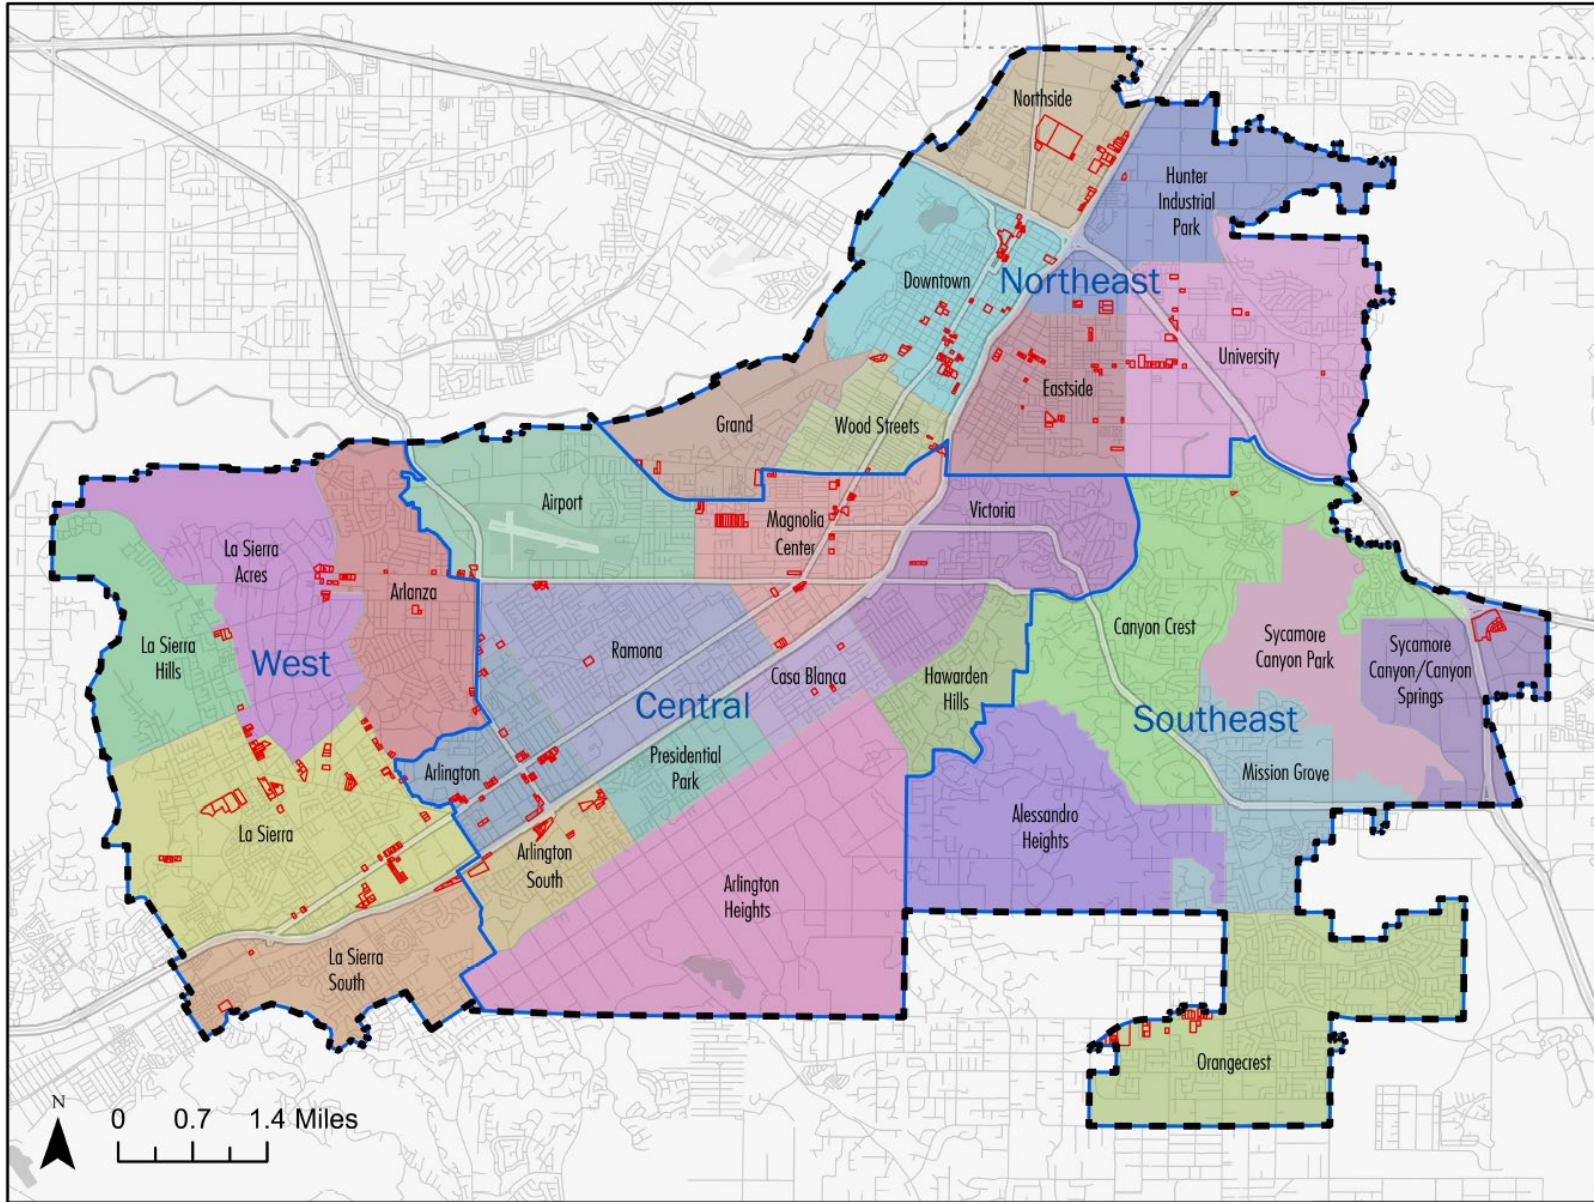 Northside
Hunter
Industrial
Park
Downtown
Northeast
University
Eastside
Grand
Wood Streets
Airport
Magnolia
Center
Victoria
La Sierra
Acres
Arlanza
La Sierra
Hills
West
Ramona
Central
Casa Blanca
Hawarden
Hills
Canyon Crest
Sycamore
Canyon Park
Sycamore
Canyon/Canyon
Springs
Southeast
Presidential
Park
Arlington
Mission Grove
La Sierra
Alessandro
Heights
Arlington
South
Arlington
Heights
La Sierra
South
Orangecrest
N
0 0.7 1.4 Miles